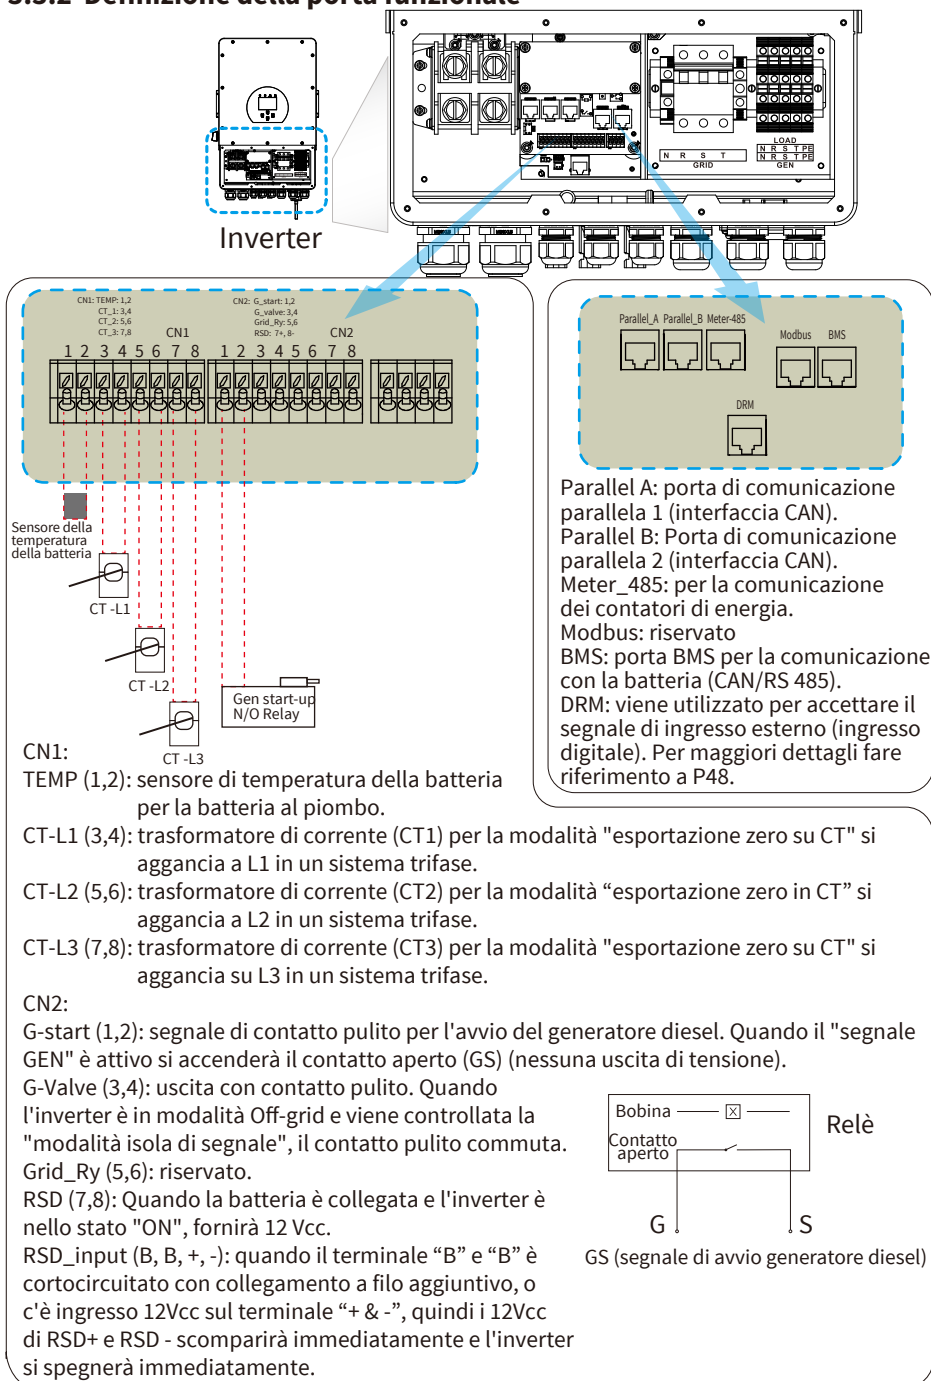 3.3.2 Definizione della porta funzionale
LOAD
N R S T PE
N R S T PE
GEN
N R S T
GRID
Inverter
CN1: TEMP: 1,2
CT_1: 3,4
CT_2: 5,6
CT_3: 7,8
CN1
CN2: G_start: 1,2
G_valve: 3,4
Grid_Ry: 5,6
RSD: 7+, 8-
CN2
1 2 3 4 5 6 7 8
1 2 3 4 5 6 7 8
Sensore della
temperatura
della batteria
CT -L1
CT -L2
CT -L3
Gen start-up
N/O Relay
Parallel_A Parallel_B Meter-485
Modbus BMS
DRM
Parallel A: porta di comunicazione
parallela 1 (interfaccia CAN).
Parallel B: Porta di comunicazione
parallela 2 (interfaccia CAN).
Meter_485: per la comunicazione
dei contatori di energia.
Modbus: riservato
BMS: porta BMS per la comunicazione
con la batteria (CAN/RS 485).
DRM: viene utilizzato per accettare il
segnale di ingresso esterno (ingresso
digitale). Per maggiori dettagli fare
riferimento a P48.
CN1:
TEMP (1,2): sensore di temperatura della batteria
per la batteria al piombo.
CT-L1 (3,4): trasformatore di corrente (CT1) per la modalità "esportazione zero su CT" si
aggancia a L1 in un sistema trifase.
CT-L2 (5,6): trasformatore di corrente (CT2) per la modalità “esportazione zero in CT” si
aggancia a L2 in un sistema trifase.
CT-L3 (7,8): trasformatore di corrente (CT3) per la modalità "esportazione zero su CT" si
aggancia su L3 in un sistema trifase.
CN2:
G-start (1,2): segnale di contatto pulito per l'avvio del generatore diesel. Quando il "segnale
GEN" è attivo si accenderà il contatto aperto (GS) (nessuna uscita di tensione).
G-Valve (3,4): uscita con contatto pulito. Quando
l'inverter è in modalità Off-grid e viene controllata la
"modalità isola di segnale", il contatto pulito commuta.
Grid_Ry (5,6): riservato.
RSD (7,8): Quando la batteria è collegata e l'inverter è
nello stato "ON", fornirà 12 Vcc.
RSD_input (B, B, +, -): quando il terminale “B” e “B” è
cortocircuitato con collegamento a filo aggiuntivo, o
c'è ingresso 12Vcc sul terminale “+ & -”, quindi i 12Vcc
di RSD+ e RSD - scomparirà immediatamente e l'inverter
si spegnerà immediatamente.
Bobina
X
Contatto
aperto
Relè
G
S
GS (segnale di avvio generatore diesel)